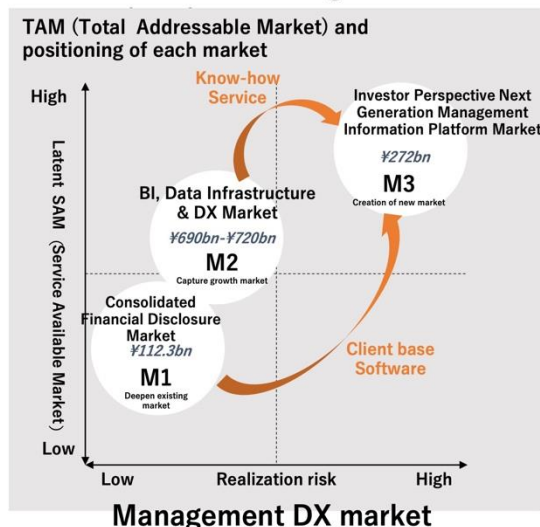 TAM (Total Addressable Market) and
positioning of each market
High
Know-how
Service
Investor Perspective Next
Generation Management
Information Platform Market
¥272bn
M3
Creation of new market
Latent SAM (Service Available Market)
BI, Data Infrastructure
& DX Market
¥690bn-¥720bn
M2
Capture growth market
Consolidated
Financial Disclosure
Market
¥112.3bn
M1
Deepen existing
market
Client base
Software
Low
Low
Realization risk
High
Management DX market